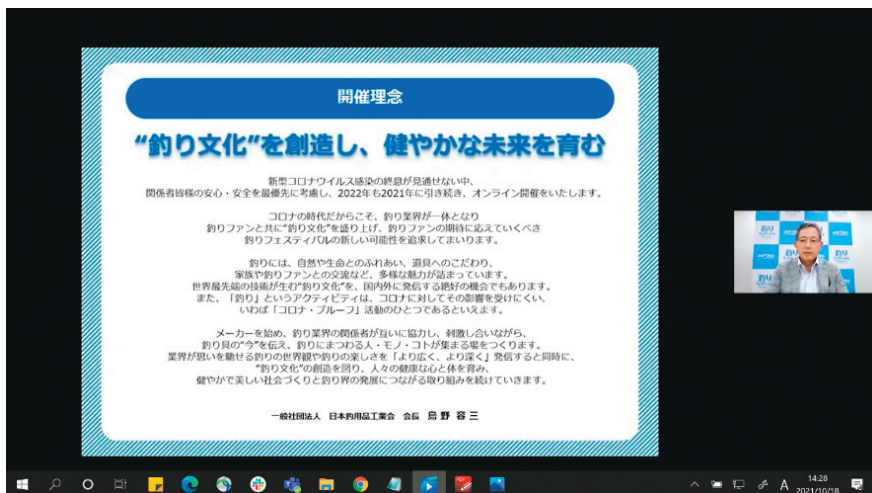 開催理念
“釣り文化”を創造し、健やかな未来を育む
新型コロナウイルス感染の終息が見通せない中、
関係者皆様の安心・安全を最優先に考慮し、2022年も2021年に引き続き、オンライン開催をいたします。
コロナの時代だからこそ、釣り業界が一体となり
釣りファンと共に“釣り文化”を盛り上げ、釣りファンの期待に応えていくべき
釣りフェスティバルの新しい可能性を追求してまいります。
釣りには、自然や生命とのふれあい、道具へのこだわり、
家族や釣りファンとの交流など、多様な魅力が詰まっています。
世界最先端の技術が生む“釣り文化”を、国内外に発信する絶好の機会でもあります。
また、「釣り」というアクティビティは、コロナに対してその影響を受けにくい、
いわば「コロナ・プルーフ」活動のひとつであるといえます。
メーカーを始め、釣り業界の関係者が互いに協力し、刺激し合いながら、
釣り具の“今”を伝え、釣りにまつわる人・モノ・コトが集まる場をつくります。
業界が思いを馳せる釣りの世界観や釣りの楽しさを「より広く、より深く」発信すると同時に、
“釣り文化”の創造を図り、人々の健康な心と体を育み、
健やかで美しい社会づくりと釣り界の発展につながる取り組みを続けていきます。
一般社団法人 日本釣用品工業会 会長 島野容三
釣り
A
14:28
2021/10/18